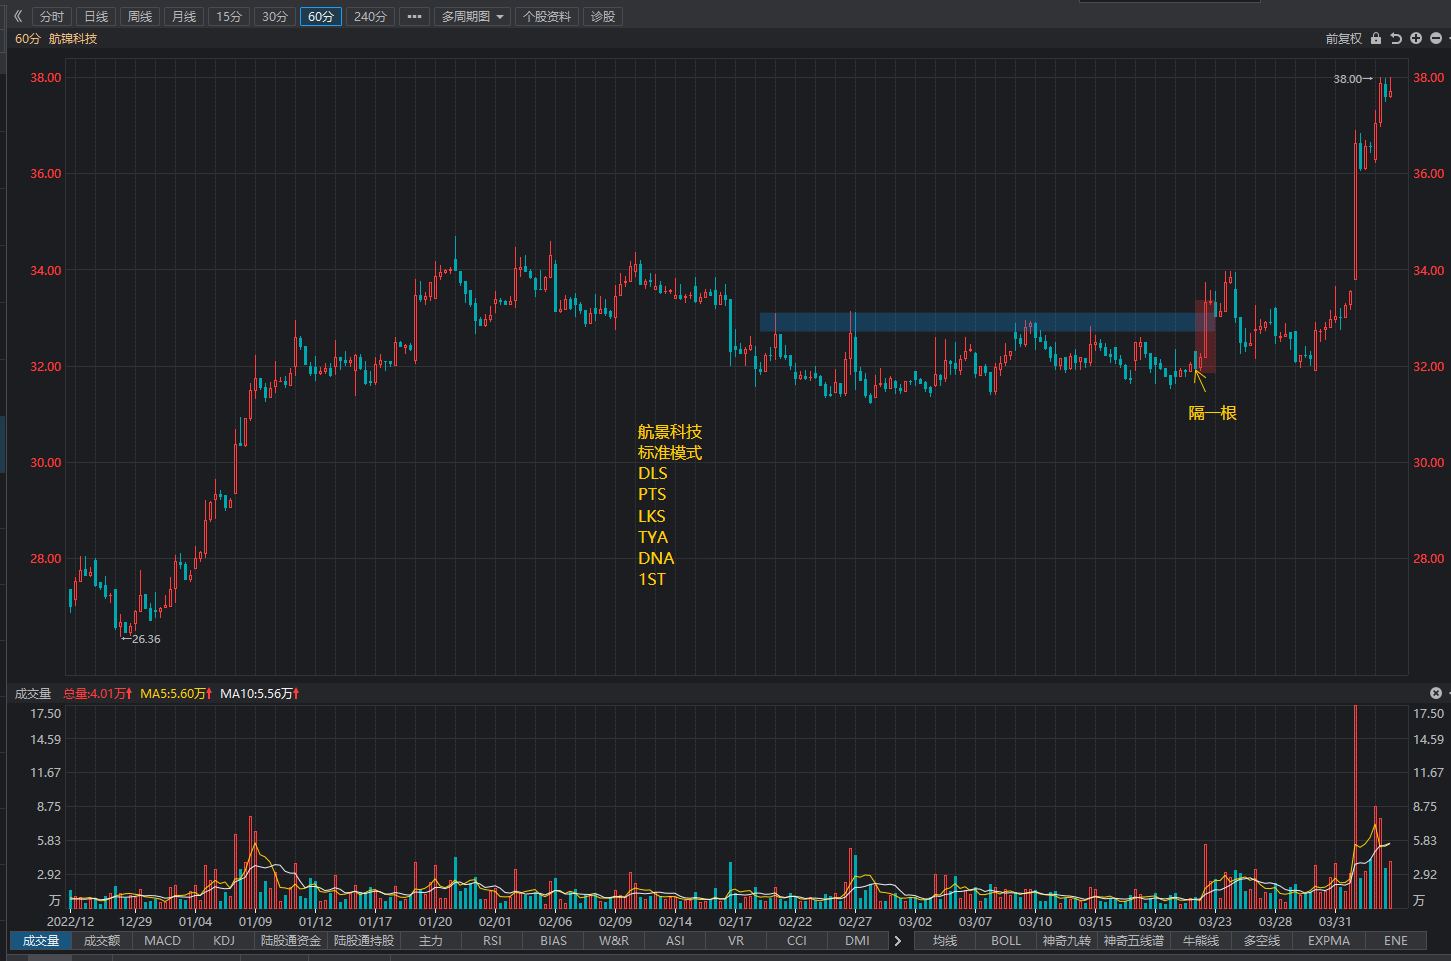 《 分时 日线 周线 月线 15分 30分 60分 240分 ••• 多周期图 个股资料 诊股
60分 航锦科技 前复权
38.00 38.00→ 38.00
36.00 36.00
34.00 34.00
32.00 32.00
隔一根
航景科技
标准模式
30.00 30.00
DLS
PTS
LKS
TYA
DNA
28.00 28.00
1ST
←26.36
成交量 总量:4.01万 MA5:5.60万 MA10:5.56万
17.50 17.50
14.59 14.59
11.67 11.67
8.75 8.75
5.83 5.83
2.92 2.92
万 万
2022/12 12/29 01/04 01/09 01/12 01/17 01/20 02/01 02/06 02/09 02/14 02/22 02/27 03/02 03/07 03/10 03/15 03/20 03/23 03/28 03/31
成交量 成交额 MACD KDJ 陆股通资金 陆股通持股 主力 RSI BIAS W&R ASI VR CCI DMI 均线 BOLL 神奇九转 神奇五线谱 牛熊线 多空线 EXPMA ENE